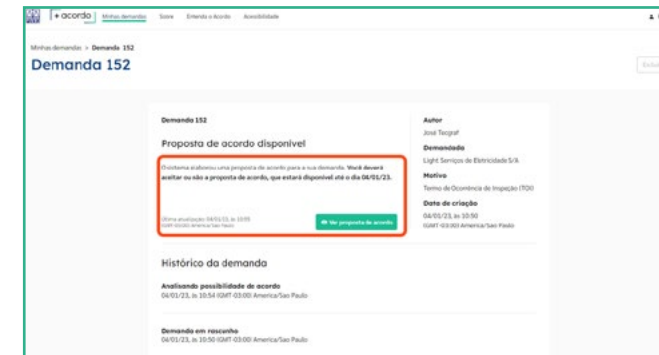 + acordo Minhas demandas Sobre Entenda o Acordo Acessibilidade
Minhas demandas > Demanda 152
Demanda 152
Demanda 152
Proposta de acordo disponível
O sistema elaborou uma proposta de acordo para a sua demanda. Você deverá
aceitar ou não a proposta de acordo, que estará disponível até o dia 08/01/23.
Última atualização: 04/01/23, às 10:55
(GMT-03:00) America/Sao Paulo
Ver proposta de acordo
Autor
José Tecgraf
Demandada
Light Serviços de Eletricidade S/A
Motivo
Termo de Ocorrência de Inspeção (TOI)
Data de criação
04/01/23, às 10:50
(GMT-03:00) America/Sao Paulo
Histórico da demanda
Analisando possibilidade de acordo
04/01/23, às 10:54 (GMT-03:00) America/Sao Paulo
Demanda em rascunho
04/01/23, às 10:50 (GMT-03:00) America/Sao Paulo